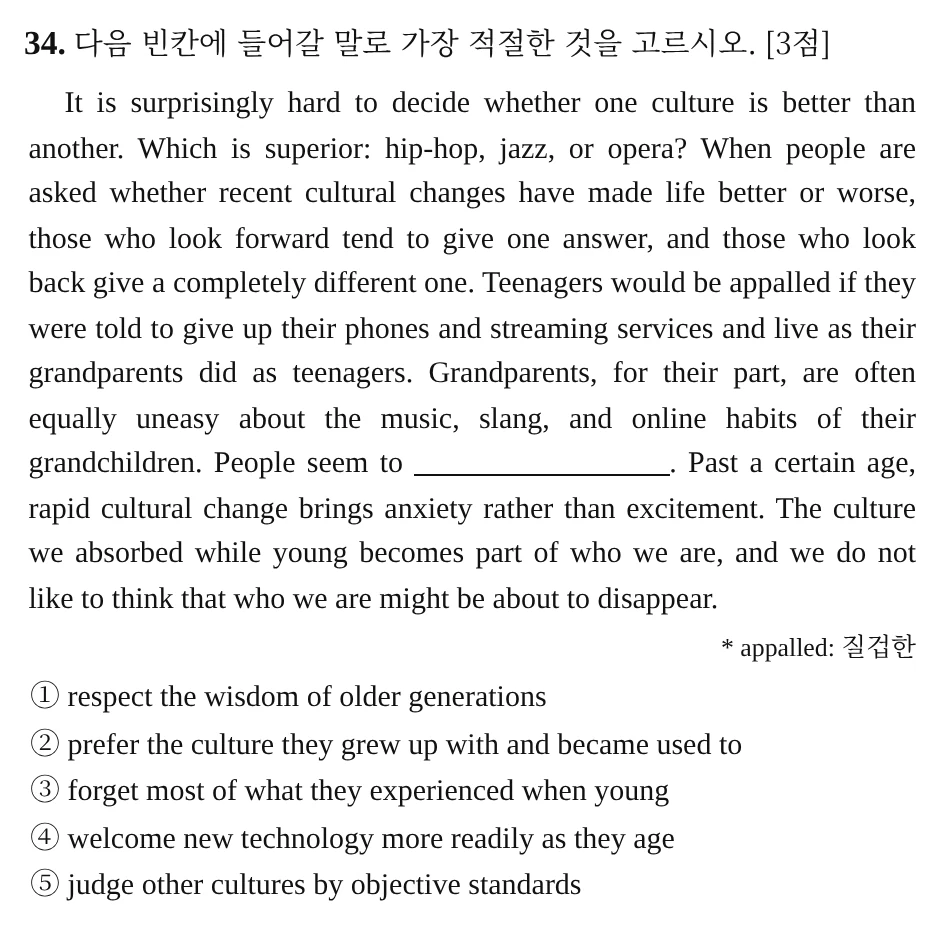 34. 다음 빈칸에 들어갈 말로 가장 적절한 것을 고르시오. [3점]
It is surprisingly hard to decide whether one culture is better than
another. Which is superior: hip-hop, jazz, or opera? When people are
asked whether recent cultural changes have made life better or worse,
those who look forward tend to give one answer, and those who look
back give a completely different one. Teenagers would be appalled if they
were told to give up their phones and streaming services and live as their
grandparents did as teenagers. Grandparents, for their part, are often
equally uneasy about the music, slang, and online habits of their
grandchildren. People seem to ________________. Past a certain age,
rapid cultural change brings anxiety rather than excitement. The culture
we absorbed while young becomes part of who we are, and we do not
like to think that who we are might be about to disappear.
* appalled: 질겁한
① respect the wisdom of older generations
② prefer the culture they grew up with and became used to
③ forget most of what they experienced when young
④ welcome new technology more readily as they age
⑤ judge other cultures by objective standards